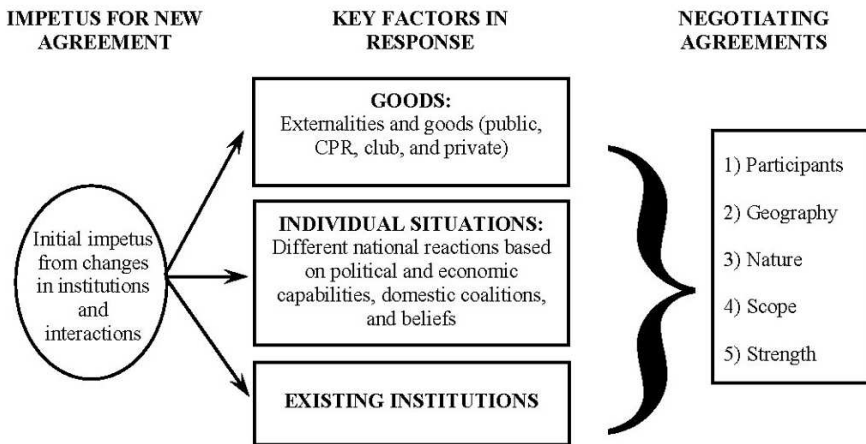 IMPETUS FOR NEW
AGREEMENT
KEY FACTORS IN
RESPONSE
NEGOTIATING
AGREEMENTS
Initial impetus
from changes
in institutions
and
interactions
GOODS:
Externalities and goods (public,
CPR, club, and private)
INDIVIDUAL SITUATIONS:
Different national reactions based
on political and economic
capabilities, domestic coalitions,
and beliefs
EXISTING INSTITUTIONS
1) Participants
2) Geography
3) Nature
4) Scope
5) Strength